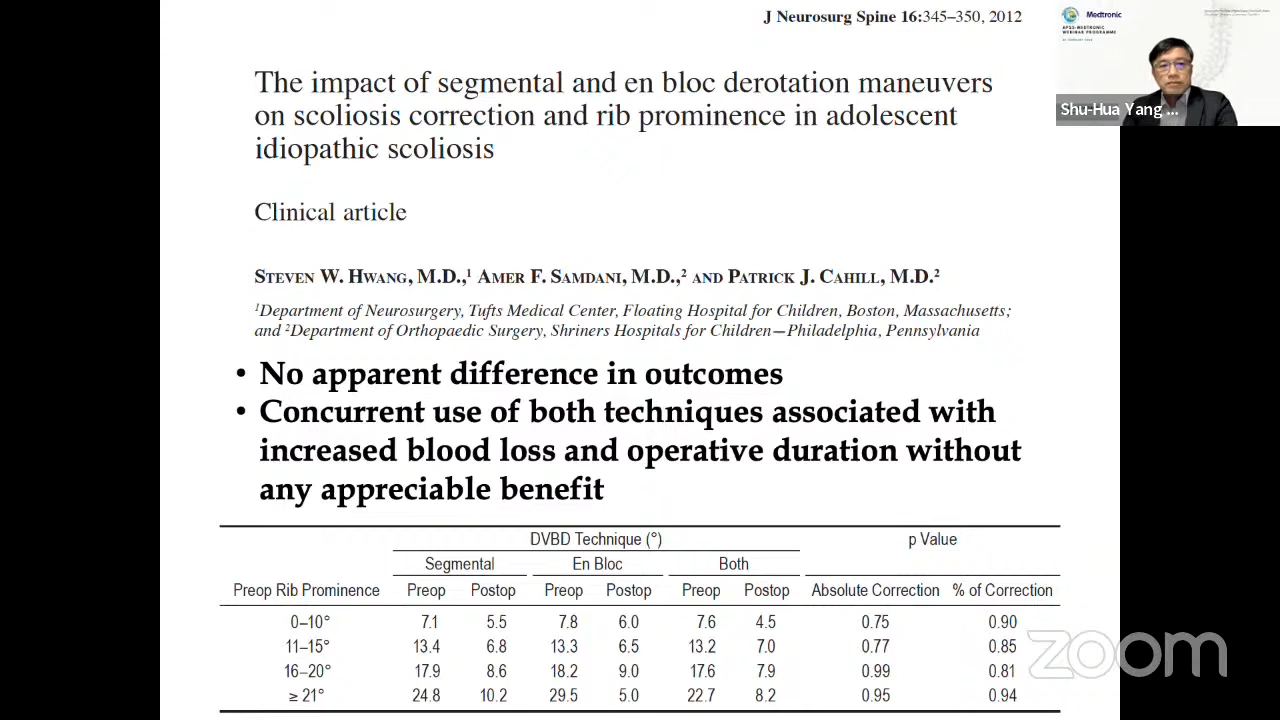 J Neurosurg Spine 16:345–350, 2012
Medtronic
APSS-MEDTRONIC
WEBINAR PROGRAMME
Shu-Hua Yang ...
The impact of segmental and en bloc derotation maneuvers
on scoliosis correction and rib prominence in adolescent
idiopathic scoliosis
Clinical article
STEVEN W. HWANG, M.D.,¹ AMER F. SAMDANI, M.D.,² AND PATRICK J. CAHILL, M.D.²
¹Department of Neurosurgery, Tufts Medical Center, Floating Hospital for Children, Boston, Massachusetts;
and ²Department of Orthopaedic Surgery, Shriners Hospitals for Children—Philadelphia, Pennsylvania
• No apparent difference in outcomes
• Concurrent use of both techniques associated with
increased blood loss and operative duration without
any appreciable benefit
DVBD Technique (°) p Value
Segmental En Bloc Both
Preop Rib Prominence Preop Postop Preop Postop Preop Postop Absolute Correction % of Correction
0–10° 7.1 5.5 7.8 6.0 7.6 4.5 0.75 0.90
11–15° 13.4 6.8 13.3 6.5 13.2 7.0 0.77 0.85
16–20° 17.9 8.6 18.2 9.0 17.6 7.9 0.99 0.81
≥ 21° 24.8 10.2 29.5 5.0 22.7 8.2 0.95 0.94
zoom